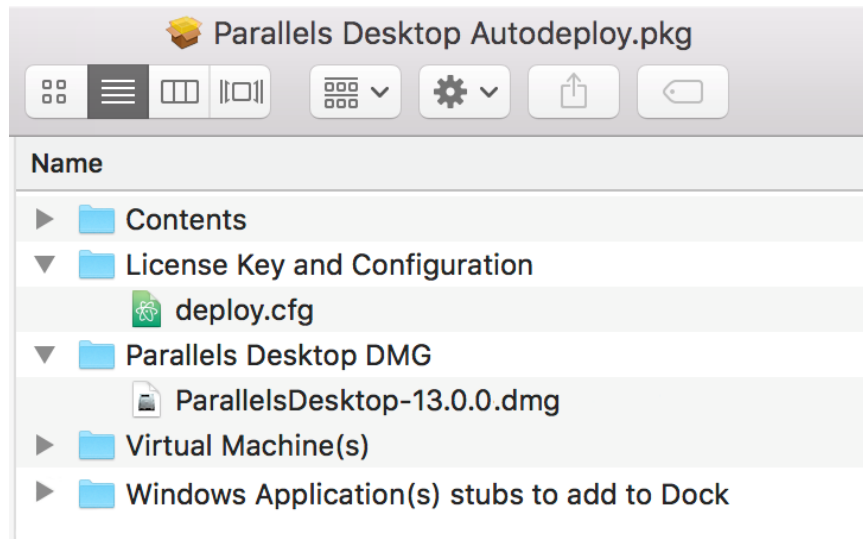 Parallels Desktop Autodeploy.pkg
Name
Contents
License Key and Configuration
deploy.cfg
Parallels Desktop DMG
ParallelsDesktop-13.0.0.dmg
Virtual Machine(s)
Windows Application(s) stubs to add to Dock